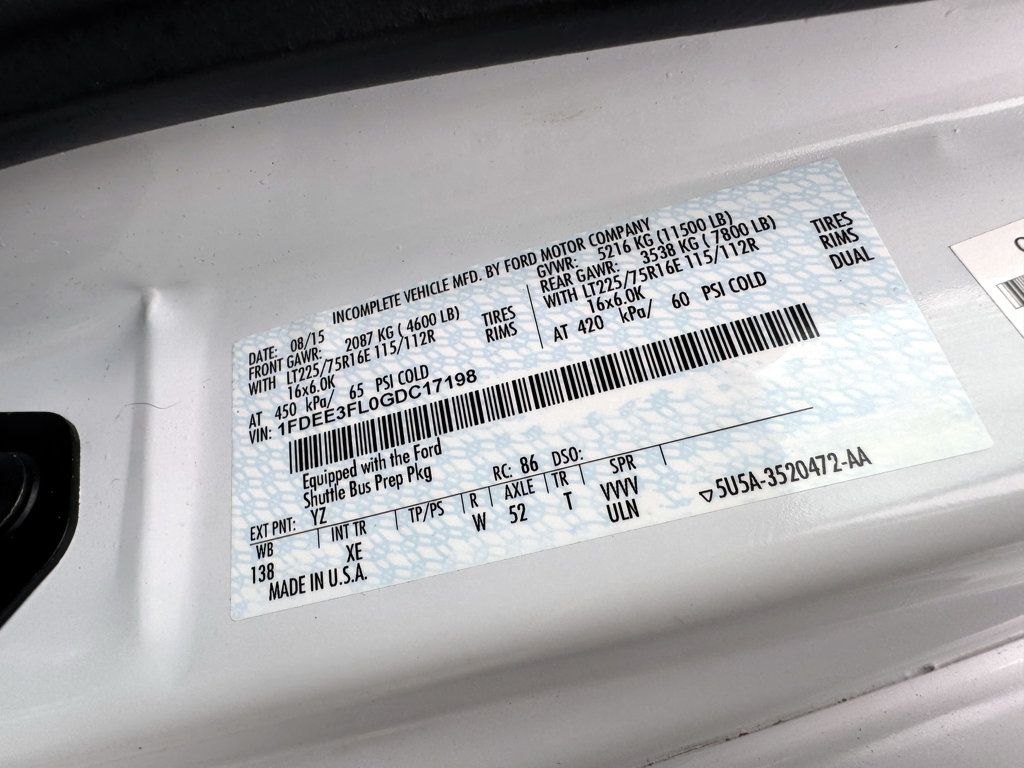 INCOMPLETE VEHICLE MFD. BY FORD MOTOR COMPANY
DATE: 08/15
FRONT GAWR: 2087 KG ( 4600 LB)
WITH LT225/75R16E 115/112R TIRES
16x6.0K RIMS
AT 450 kPa/ 65 PSI COLD
GVWR: 5216 KG (11500 LB)
REAR GAWR: 3538 KG ( 7800 LB)
WITH LT225/75R16E 115/112R TIRES
16x6.0K RIMS
AT 420 kPa/ 60 PSI COLD DUAL
VIN: 1FDEE3FL0GDC17198
Equipped with the Ford
Shuttle Bus Prep Pkg
EXT PNT: YZ RC: 86 DSO:
WB INT TR TP/PS R AXLE TR SPR
138 XE W 52 T VVVV
ULN
MADE IN U.S.A.
▽5U5A-3520472-AA